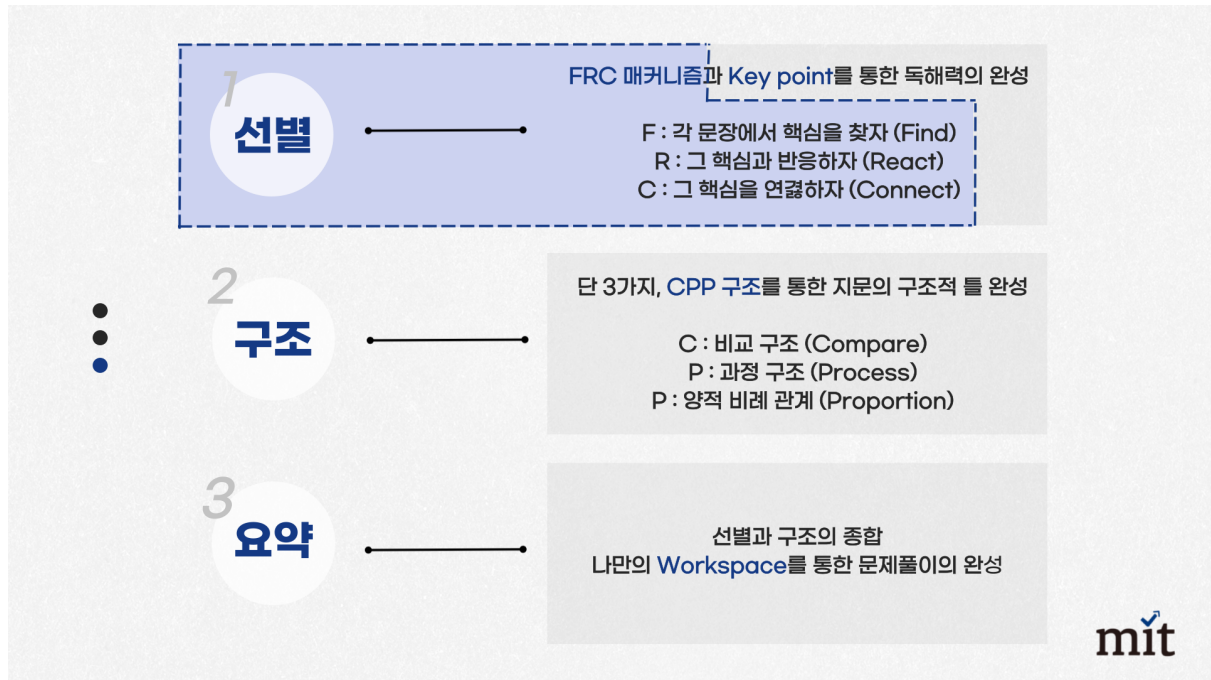 1
선별
FRC 매커니즘과 Key point를 통한 독해력의 완성
F : 각 문장에서 핵심을 찾자 (Find)
R : 그 핵심과 반응하자 (React)
C : 그 핵심을 연궳하자 (Connect)
2
구조
단 3가지, CPP 구조를 통한 지문의 구조적 틀 완성
C : 비교 구조 (Compare)
P : 과정 구조 (Process)
P : 양적 비례 관계 (Proportion)
3
요약
선별과 구조의 종합
나만의 Workspace를 통한 문제풀이의 완성
mit